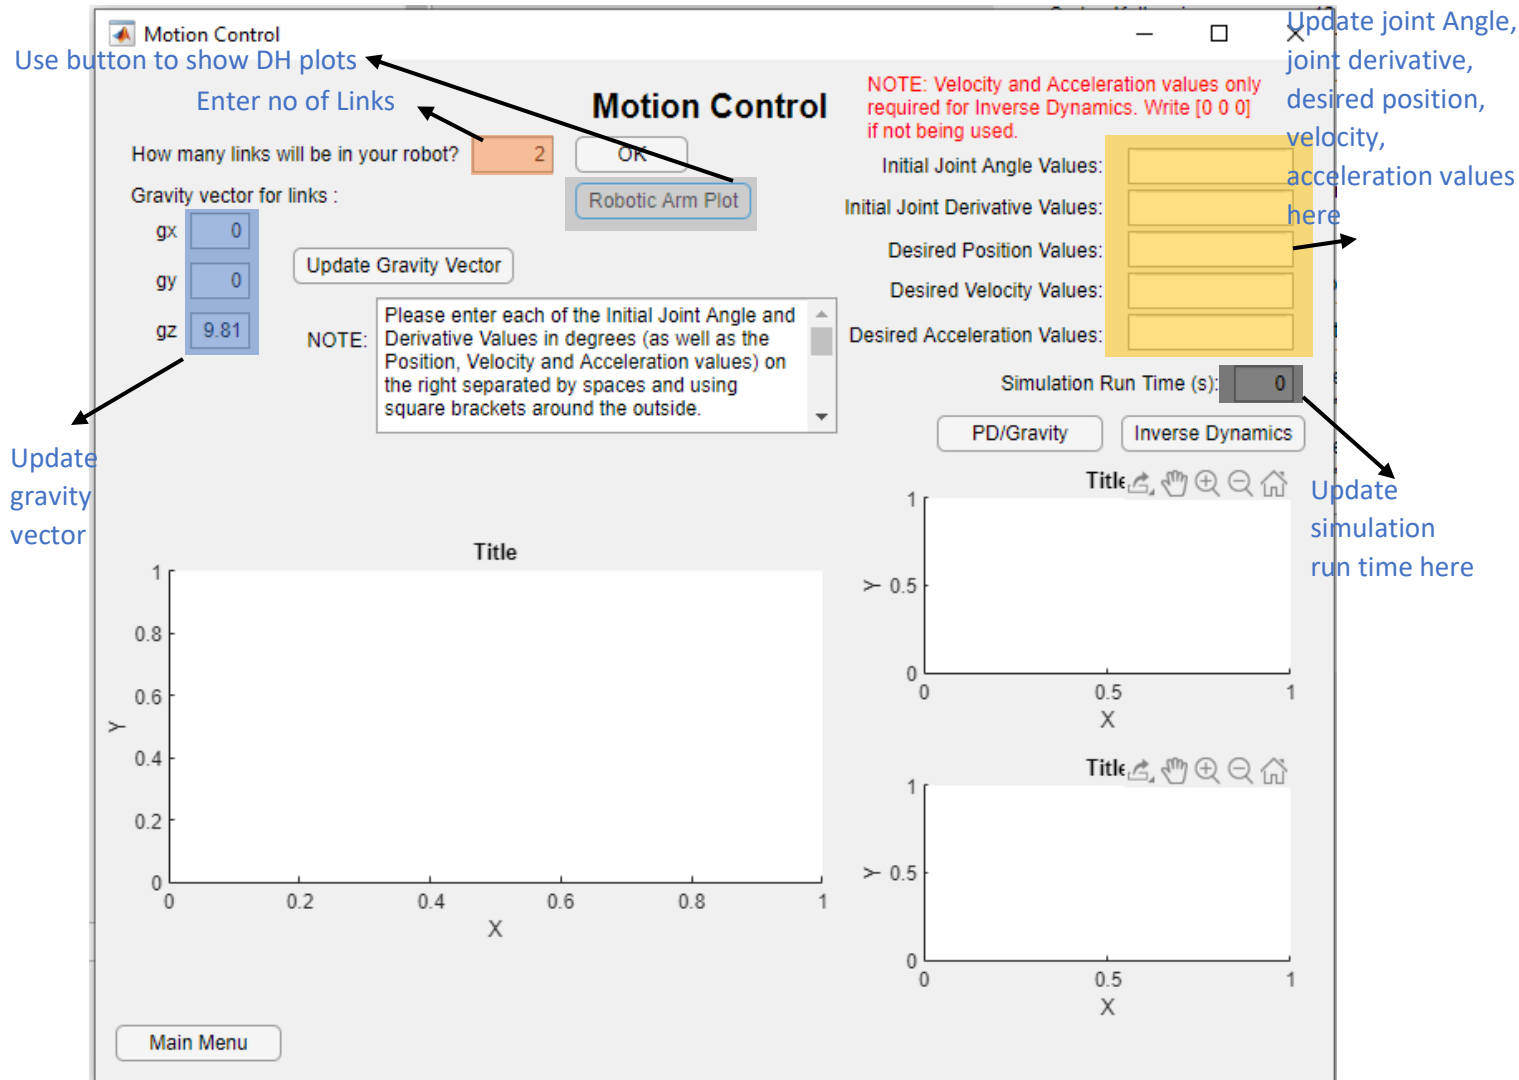 Motion Control
Use button to show DH plots
Enter no of Links
Motion Control
NOTE: Velocity and Acceleration values only
required for Inverse Dynamics. Write [0 0 0]
if not being used.
Update joint Angle,
joint derivative,
desired position,
velocity,
acceleration values
here
How many links will be in your robot? 2 OK
Robotic Arm Plot
Gravity vector for links :
gx 0
gy 0
gz 9.81
Update Gravity Vector
NOTE:
Please enter each of the Initial Joint Angle and
Derivative Values in degrees (as well as the
Position, Velocity and Acceleration values) on
the right separated by spaces and using
square brackets around the outside.
Initial Joint Angle Values:
Initial Joint Derivative Values:
Desired Position Values:
Desired Velocity Values:
Desired Acceleration Values:
Simulation Run Time (s): 0
PD/Gravity Inverse Dynamics
Update
gravity
vector
Update
simulation
run time here
Title
1
0.8
0.6
0.4
0.2
0
Y
0 0.2 0.4 0.6 0.8 1
X
Title
1
0.5
0
Y
0 0.5 1
X
Title
1
0.5
0
Y
0 0.5 1
X
Main Menu